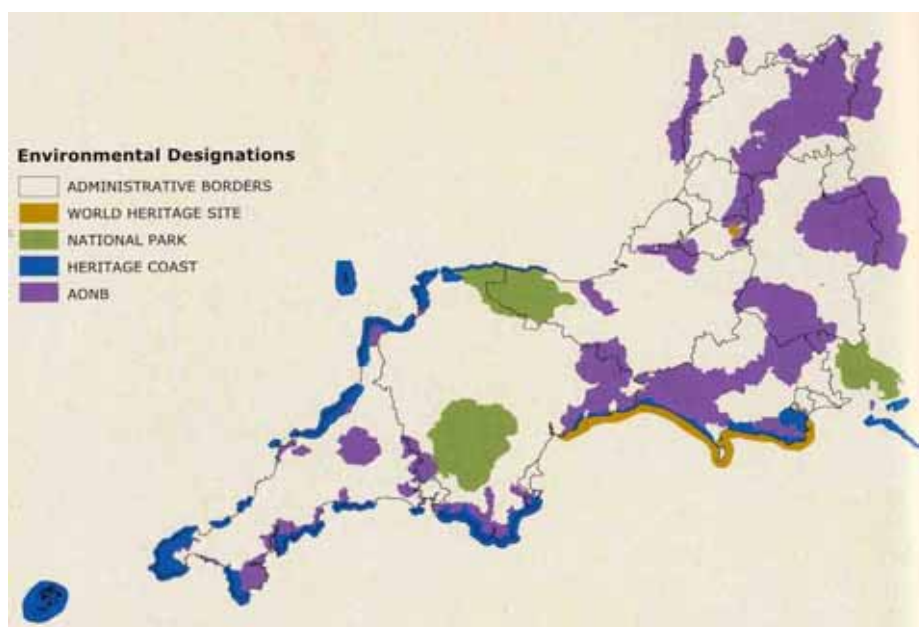 Environmental Designations
ADMINISTRATIVE BORDERS
WORLD HERITAGE SITE
NATIONAL PARK
HERITAGE COAST
AONB